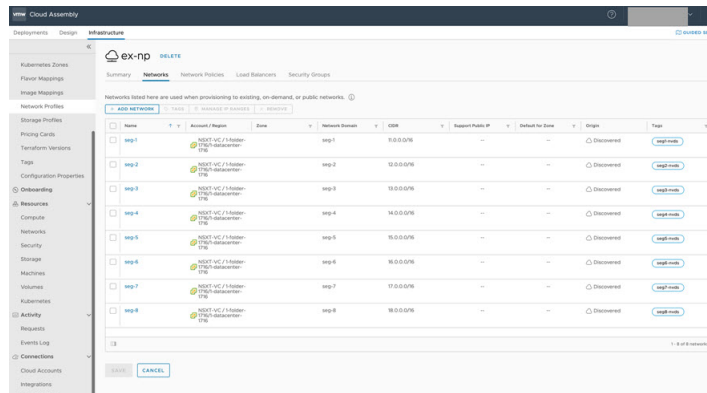 vmw Cloud Assembly
Deployments Design Infrastructure
GUIDED
Kubernetes Zones
Flavor Mappings
Image Mappings
Network Profiles
Storage Profiles
Pricing Cards
Terraform Versions
Tags
Configuration Properties
Onboarding
Resources
Compute
Networks
Security
Storage
Machines
Volumes
Kubernetes
Activity
Requests
Events Log
Connections
Cloud Accounts
Integrations
ex-np DELETE
Summary Networks Network Policies Load Balancers Security Groups
Networks listed here are used when provisioning to existing, on-demand, or public networks.
+ ADD NETWORK TAGS MANAGE IP RANGES REMOVE
Name Account / Region Zone Network Domain CIDR Support Public IP Default for Zone Origin Tags
seg-1 NSXT-VC / 1-folder-1716/1-datacenter-1716 seg-1 11.0.0.0/16 -- -- Discovered seg1-nvds
seg-2 NSXT-VC / 1-folder-1716/1-datacenter-1716 seg-2 12.0.0.0/16 -- -- Discovered seg2-nvds
seg-3 NSXT-VC / 1-folder-1716/1-datacenter-1716 seg-3 13.0.0.0/16 -- -- Discovered seg3-nvds
seg-4 NSXT-VC / 1-folder-1716/1-datacenter-1716 seg-4 14.0.0.0/16 -- -- Discovered seg4-nvds
seg-5 NSXT-VC / 1-folder-1716/1-datacenter-1716 seg-5 15.0.0.0/16 -- -- Discovered seg5-nvds
seg-6 NSXT-VC / 1-folder-1716/1-datacenter-1716 seg-6 16.0.0.0/16 -- -- Discovered seg6-nvds
seg-7 NSXT-VC / 1-folder-1716/1-datacenter-1716 seg-7 17.0.0.0/16 -- -- Discovered seg7-nvds
seg-8 NSXT-VC / 1-folder-1716/1-datacenter-1716 seg-8 18.0.0.0/16 -- -- Discovered seg8-nvds
1 - 8 of 8 network
SAVE CANCEL